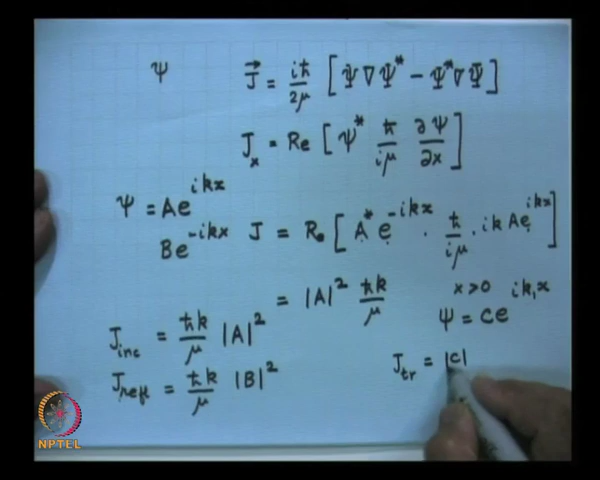 Ψ J⃗ = iħ/2μ [Ψ∇Ψ* − Ψ*∇Ψ]
Jₓ = Re [Ψ* ħ/iμ ∂Ψ/∂x]
Ψ = Ae^{ikx}
Be^{-ikx} J = Re [A* e^{-ikx} · ħ/iμ · ik Ae^{ikx}]
= |A|² ħk/μ
x>0
Ψ = Ce^{ik₁x}
J_inc = ħk/μ |A|²
J_refl = ħk/μ |B|²
J_tr = |C|
NPTEL